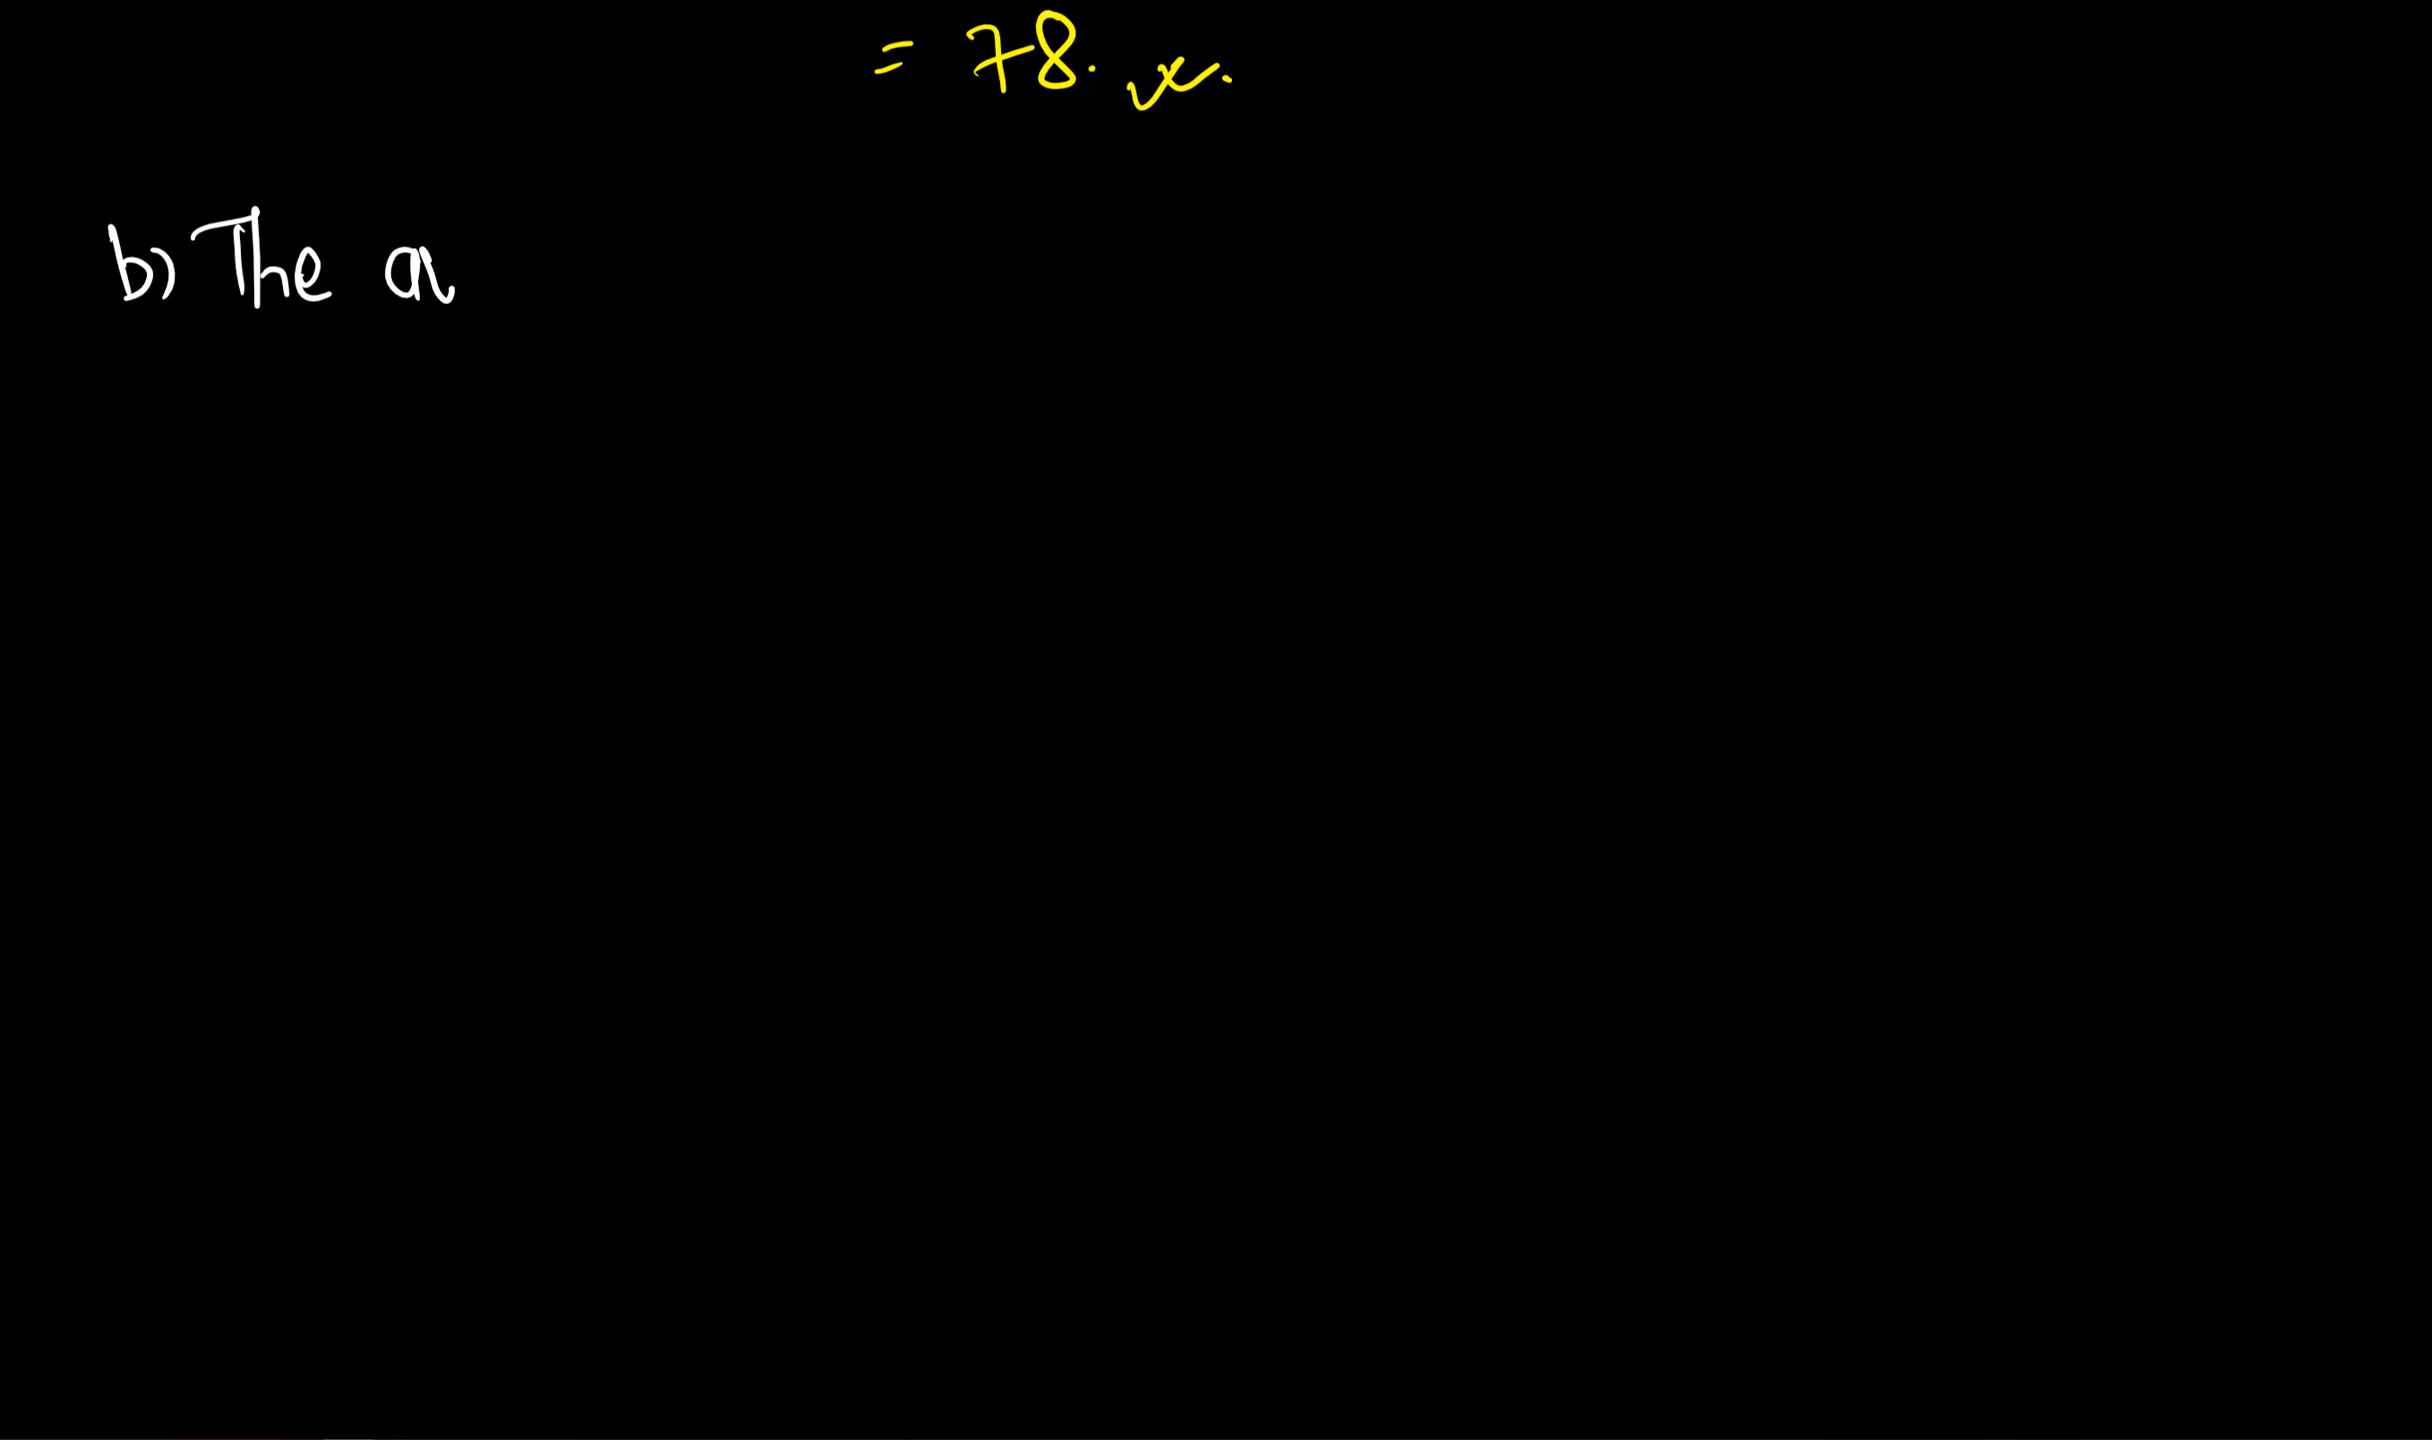 = 78.
b) The a